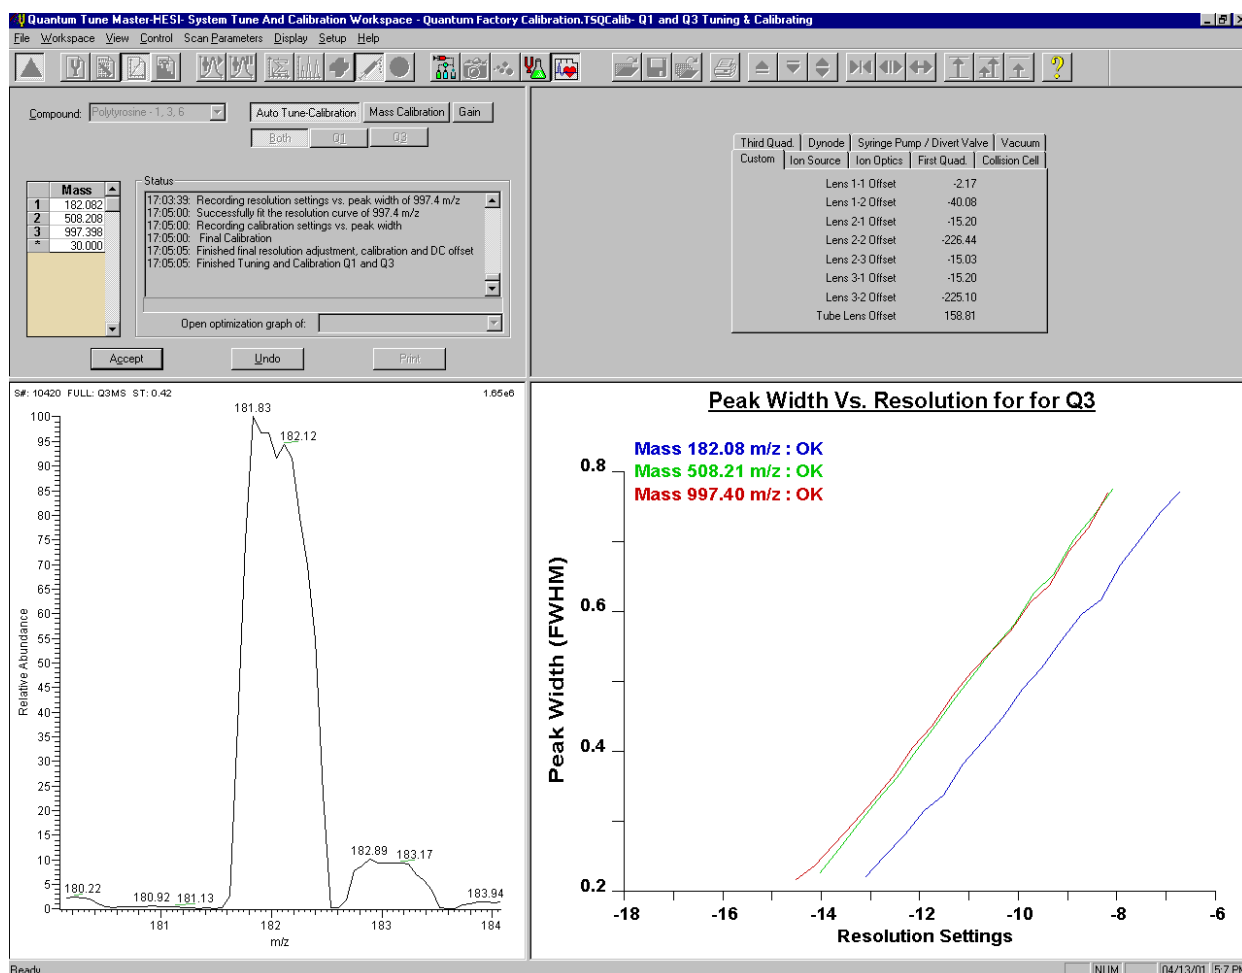 Quantum Tune Master-HESI- System Tune And Calibration Workspace - Quantum Factory Calibration.TSQCalib- Q1 and Q3 Tuning & Calibrating
File Workspace View Control Scan Parameters Display Setup Help
Compound: Polytyrosine - 1, 3, 6
Auto Tune-Calibration Mass Calibration Gain
Both Q1 Q3
Mass
1 182.082
2 508.208
3 997.398
* 30.000
Status
17:03:39: Recording resolution settings vs. peak width of 997.4 m/z
17:05:00: Successfully fit the resolution curve of 997.4 m/z
17:05:00: Recording calibration settings vs. peak width
17:05:00: Final Calibration
17:05:05: Finished final resolution adjustment, calibration and DC offset
17:05:05: Finished Tuning and Calibration Q1 and Q3
Open optimization graph of:
Accept Undo Print
Third Quad. Dynode Syringe Pump / Divert Valve Vacuum
Custom Ion Source Ion Optics First Quad. Collision Cell
Lens 1-1 Offset -2.17
Lens 1-2 Offset -40.08
Lens 2-1 Offset -15.20
Lens 2-2 Offset -226.44
Lens 2-3 Offset -15.03
Lens 3-1 Offset -15.20
Lens 3-2 Offset -225.10
Tube Lens Offset 158.81
S#: 10420 FULL: Q3MS ST: 0.42 1.65e6
181.83
182.12
182.89
183.17
180.22
180.92
181.13
183.94
100
95
90
85
80
75
70
65
60
55
50
45
40
35
30
25
20
15
10
5
0
Relative Abundance
181 182 183 184
m/z
Peak Width Vs. Resolution for for Q3
Mass 182.08 m/z : OK
Mass 508.21 m/z : OK
Mass 997.40 m/z : OK
0.8
0.6
0.4
0.2
Peak Width (FWHM)
-18 -16 -14 -12 -10 -8 -6
Resolution Settings
Ready NUM 04/13/01 5:7 PM